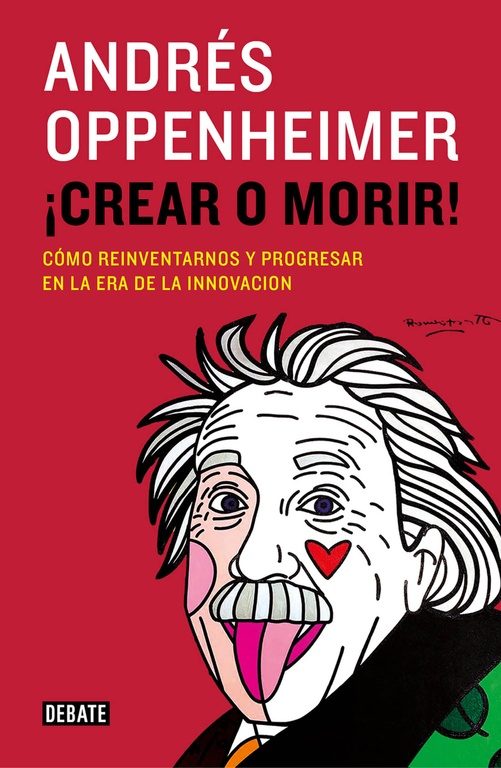 ANDRÉS
OPPENHEIMER
¡CREAR O MORIR!
CÓMO REINVENTARNOS Y PROGRESAR
EN LA ERA DE LA INNOVACION
DEBATE